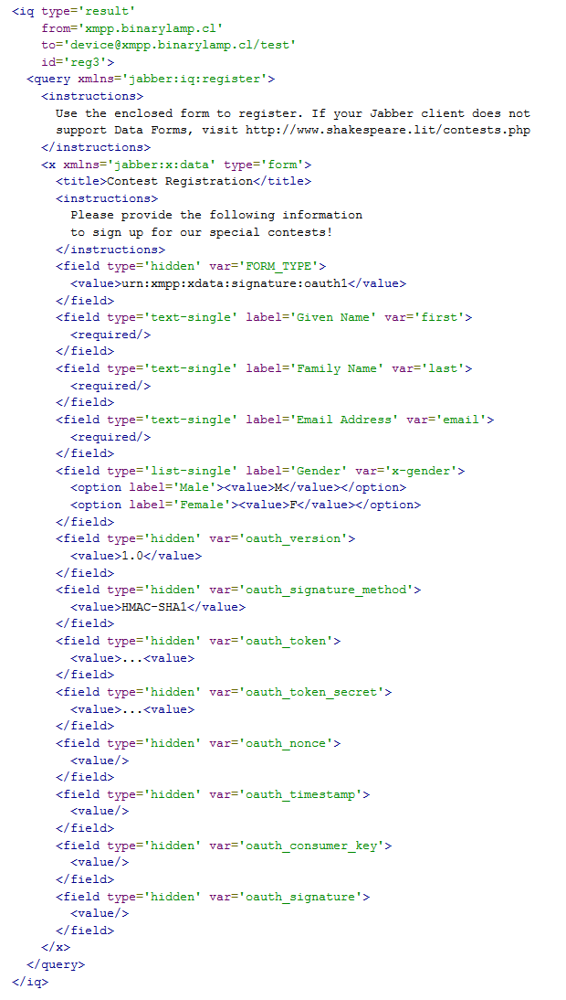 <iq type='result'
    from='xmpp.binarylamp.cl'
    to='device@xmpp.binarylamp.cl/test'
    id='reg3'>
  <query xmlns='jabber:iq:register'>
    <instructions>
      Use the enclosed form to register. If your Jabber client does not
      support Data Forms, visit http://www.shakespeare.lit/contests.php
    </instructions>
    <x xmlns='jabber:x:data' type='form'>
      <title>Contest Registration</title>
      <instructions>
        Please provide the following information
        to sign up for our special contests!
      </instructions>
      <field type='hidden' var='FORM_TYPE'>
        <value>urn:xmpp:xdata:signature:oauth1</value>
      </field>
      <field type='text-single' label='Given Name' var='first'>
        <required/>
      </field>
      <field type='text-single' label='Family Name' var='last'>
        <required/>
      </field>
      <field type='text-single' label='Email Address' var='email'>
        <required/>
      </field>
      <field type='list-single' label='Gender' var='x-gender'>
        <option label='Male'><value>M</value></option>
        <option label='Female'><value>F</value></option>
      </field>
      <field type='hidden' var='oauth_version'>
        <value>1.0</value>
      </field>
      <field type='hidden' var='oauth_signature_method'>
        <value>HMAC-SHA1</value>
      </field>
      <field type='hidden' var='oauth_token'>
        <value>...<value>
      </field>
      <field type='hidden' var='oauth_token_secret'>
        <value>...<value>
      </field>
      <field type='hidden' var='oauth_nonce'>
        <value/>
      </field>
      <field type='hidden' var='oauth_timestamp'>
        <value/>
      </field>
      <field type='hidden' var='oauth_consumer_key'>
        <value/>
      </field>
      <field type='hidden' var='oauth_signature'>
        <value/>
      </field>
    </x>
  </query>
</iq>